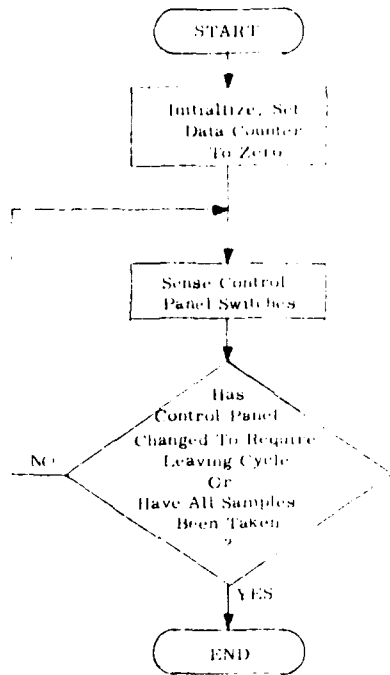 START
Initialize, Set
Data Counter
To Zero
Sense Control
Panel Switches
Has
Control Panel
Changed To Require
Leaving Cycle
Or
Have All Samples
Been Taken
?
NO
YES
END